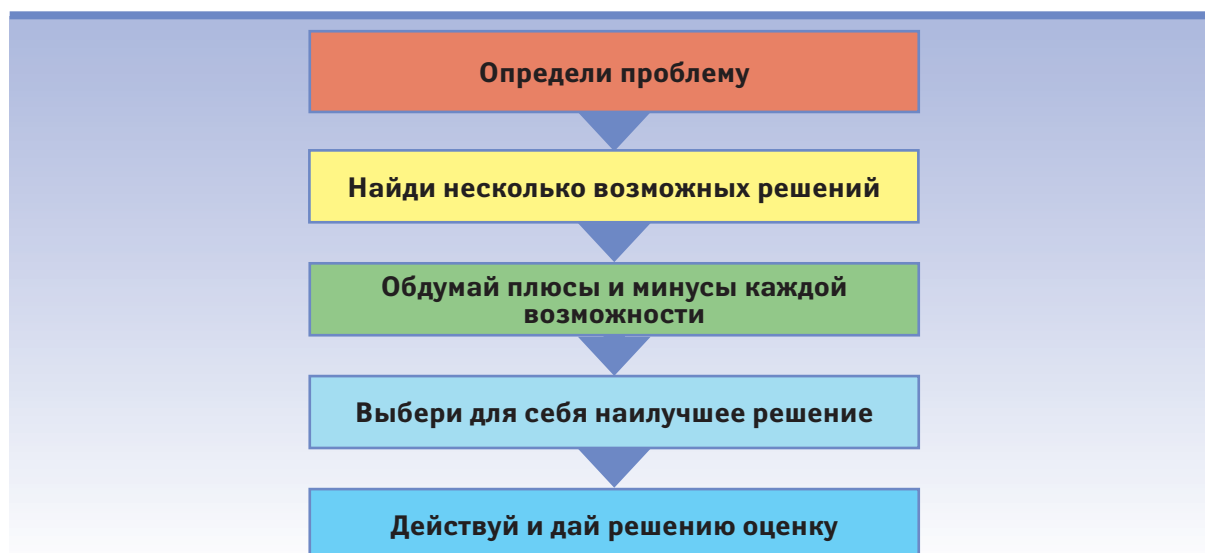 Определи проблему
Найди несколько возможных решений
Обдумай плюсы и минусы каждой
возможности
Выбери для себя наилучшее решение
Действуй и дай решению оценку